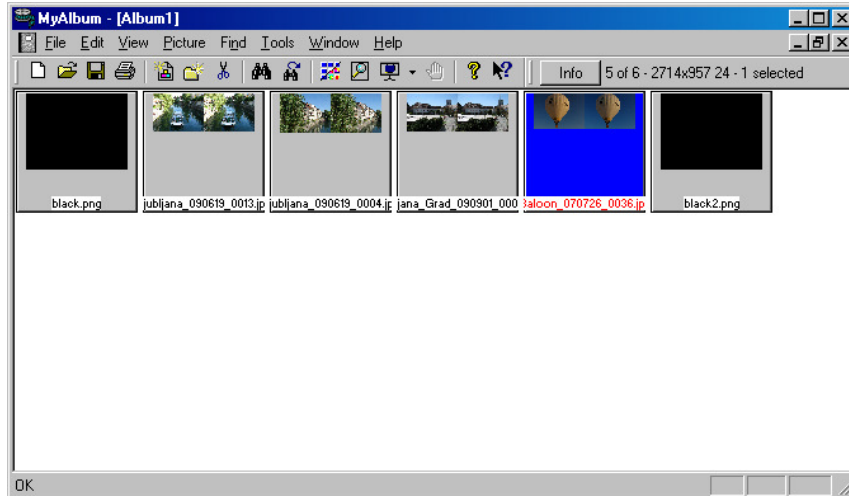 MyAlbum - [Album1]
File Edit View Picture Find Tools Window Help
Info 5 of 6 - 2714x957 24 - 1 selected
black.png
jubljana_090619_0013.jp
jubljana_090619_0004.jp
jana_Grad_090901_000
Baloon_070726_0036.jp
black2.png
OK